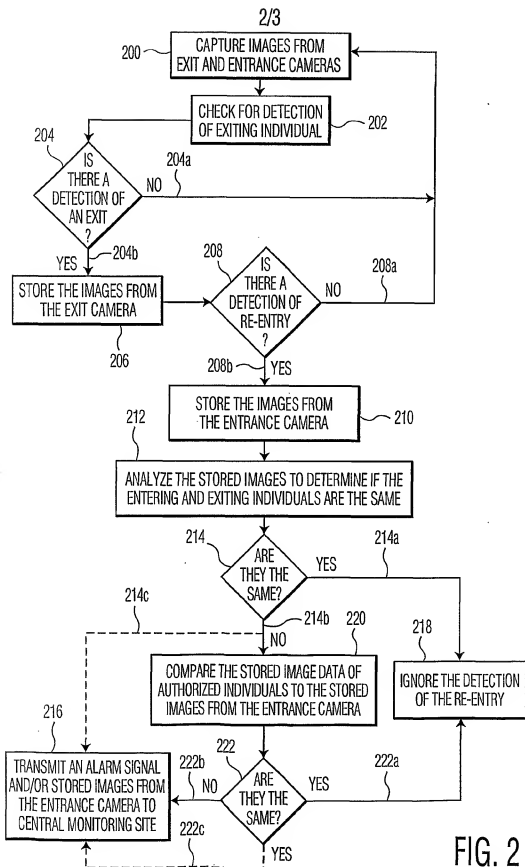 2/3
200
CAPTURE IMAGES FROM
EXIT AND ENTRANCE CAMERAS
CHECK FOR DETECTION
OF EXITING INDIVIDUAL
202
204
IS
THERE A
DETECTION OF
AN EXIT
?
NO
204a
204b
YES
STORE THE IMAGES FROM
THE EXIT CAMERA
206
208
IS
THERE A
DETECTION OF
RE-ENTRY
?
NO
208a
208b
YES
STORE THE IMAGES FROM
THE ENTRANCE CAMERA
210
212
ANALYZE THE STORED IMAGES TO DETERMINE IF THE
ENTERING AND EXITING INDIVIDUALS ARE THE SAME
214
ARE
THEY THE
SAME?
YES
214a
214c
214b
NO
220
COMPARE THE STORED IMAGE DATA OF
AUTHORIZED INDIVIDUALS TO THE STORED
IMAGES FROM THE ENTRANCE CAMERA
218
IGNORE THE DETECTION
OF THE RE-ENTRY
216
TRANSMIT AN ALARM SIGNAL
AND/OR STORED IMAGES FROM
THE ENTRANCE CAMERA TO
CENTRAL MONITORING SITE
222b
NO
222
ARE
THEY THE
SAME?
YES
222a
222c
YES
FIG. 2